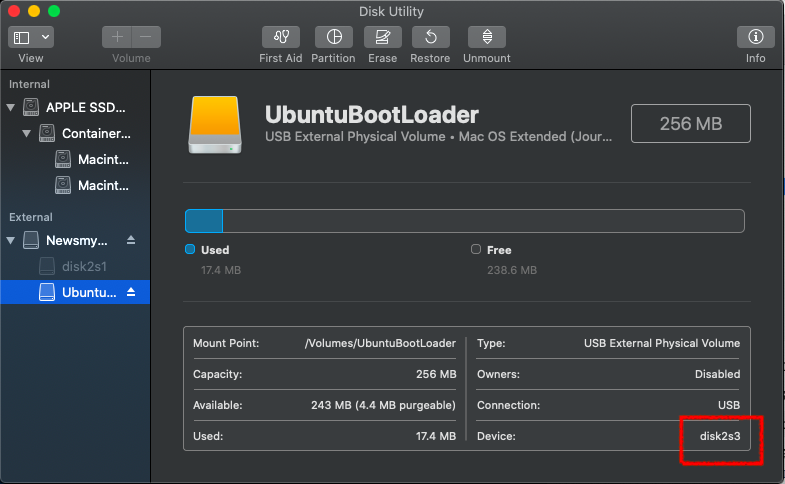 Disk Utility
View
Volume
First Aid
Partition
Erase
Restore
Unmount
Info
Internal
APPLE SSD...
Container...
Macint...
Macint...
External
Newsmy...
disk2s1
Ubuntu...
UbuntuBootLoader
USB External Physical Volume • Mac OS Extended (Jour...
256 MB
Used
17.4 MB
Free
238.6 MB
Mount Point: /Volumes/UbuntuBootLoader
Capacity: 256 MB
Available: 243 MB (4.4 MB purgeable)
Used: 17.4 MB
Type: USB External Physical Volume
Owners: Disabled
Connection: USB
Device: disk2s3